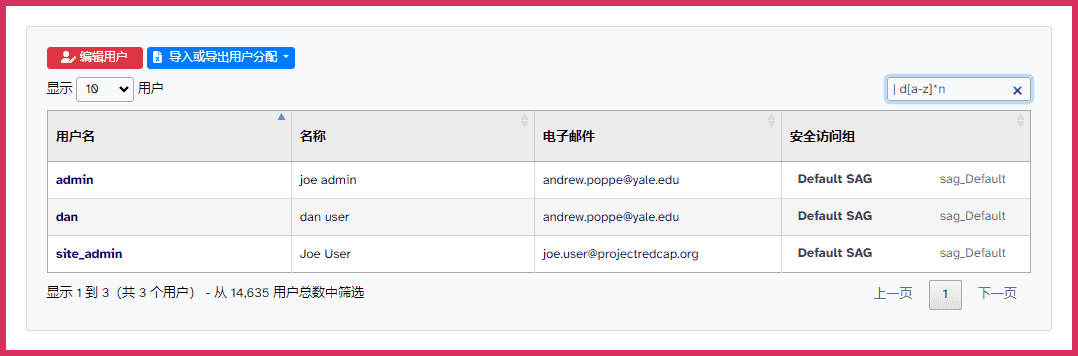 编辑用户 导入或导出用户分配
显示 10 用户 | d[a-z]*n ×
用户名 名称 电子邮件 安全访问组
admin joe admin andrew.poppe@yale.edu Default SAG sag_Default
dan dan user andrew.poppe@yale.edu Default SAG sag_Default
site_admin Joe User joe.user@projectredcap.org Default SAG sag_Default
显示 1 到 3（共 3 个用户） - 从 14,635 用户总数中筛选 上一页 1 下一页